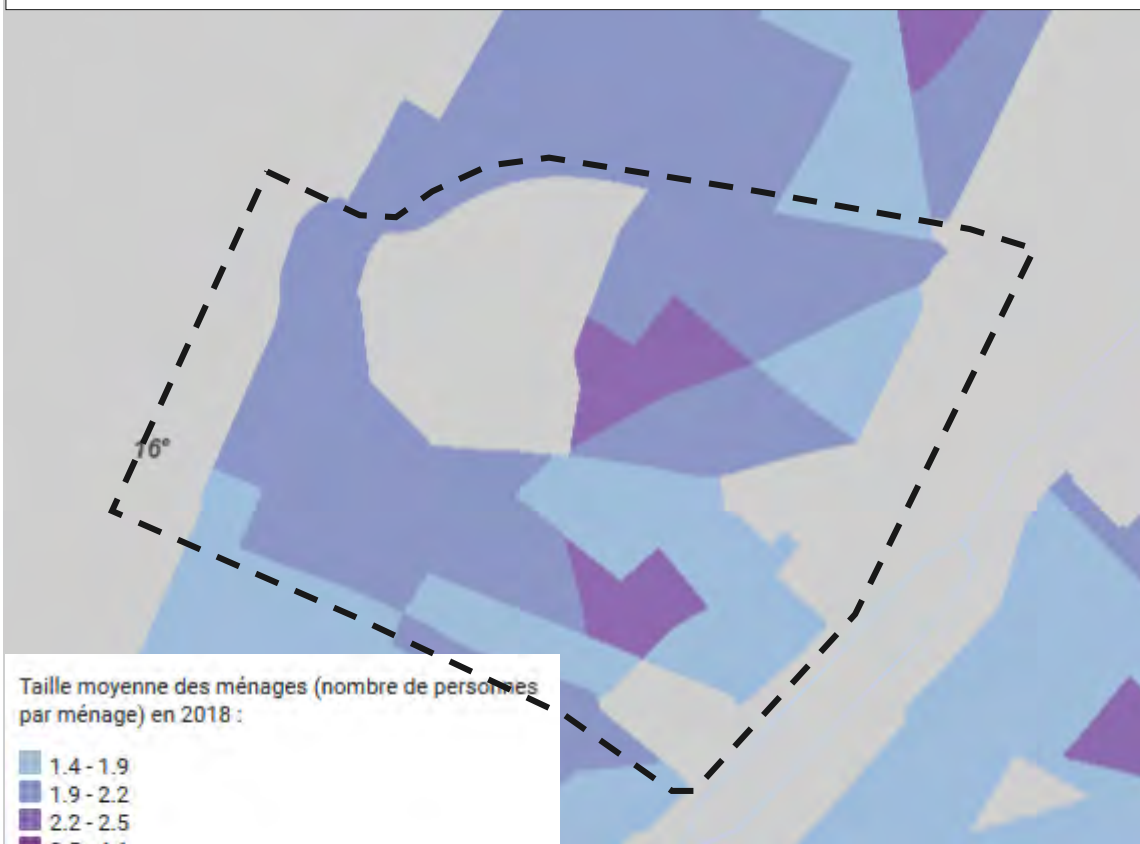 16e
Taille moyenne des ménages (nombre de personnes
par ménage) en 2018 :
1.4 - 1.9
1.9 - 2.2
2.2 - 2.5